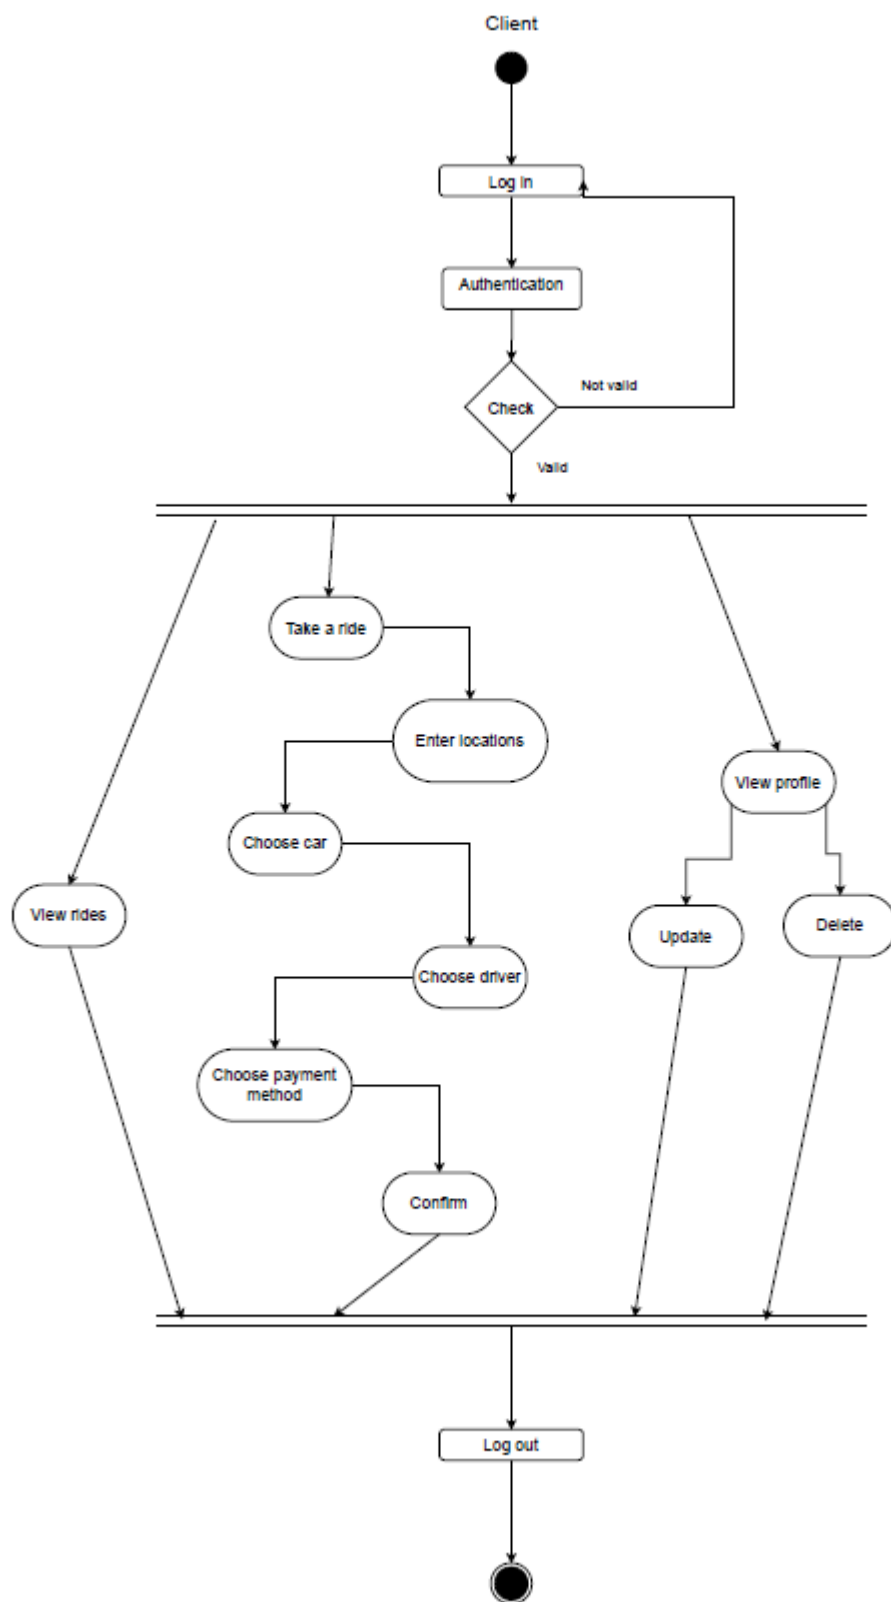 Client
Log in
Authentication
Check
Not valid
Valid
Take a ride
Enter locations
View profile
Choose car
View rides
Update
Delete
Choose driver
Choose payment
method
Confirm
Log out